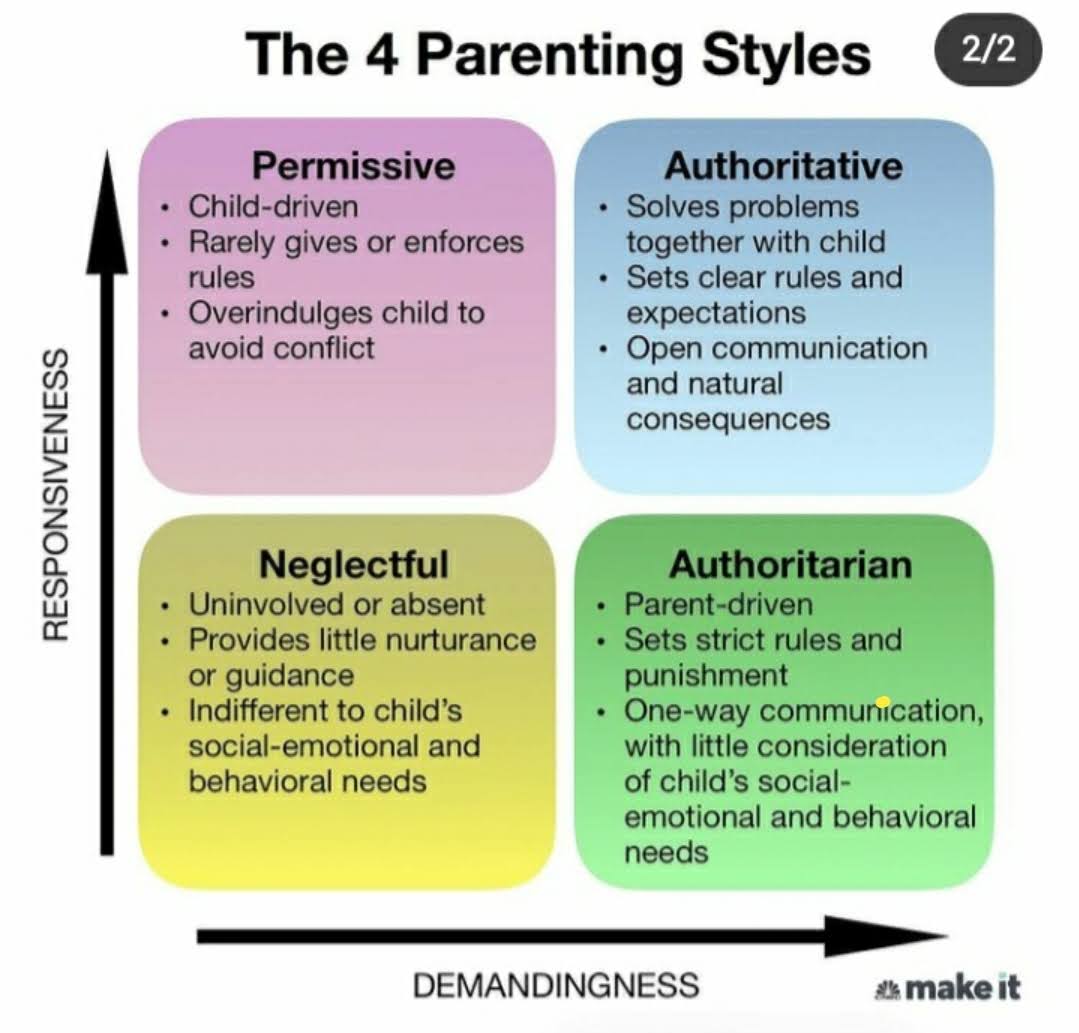 The 4 Parenting Styles
2/2
Permissive
• Child-driven
• Rarely gives or enforces
rules
• Overindulges child to
avoid conflict
Authoritative
• Solves problems
together with child
• Sets clear rules and
expectations
• Open communication
and natural
consequences
RESPONSIVENESS
Neglectful
• Uninvolved or absent
• Provides little nurturance
or guidance
• Indifferent to child's
social-emotional and
behavioral needs
Authoritarian
• Parent-driven
• Sets strict rules and
punishment
• One-way communication,
with little consideration
of child's social-
emotional and behavioral
needs
DEMANDINGNESS
make it